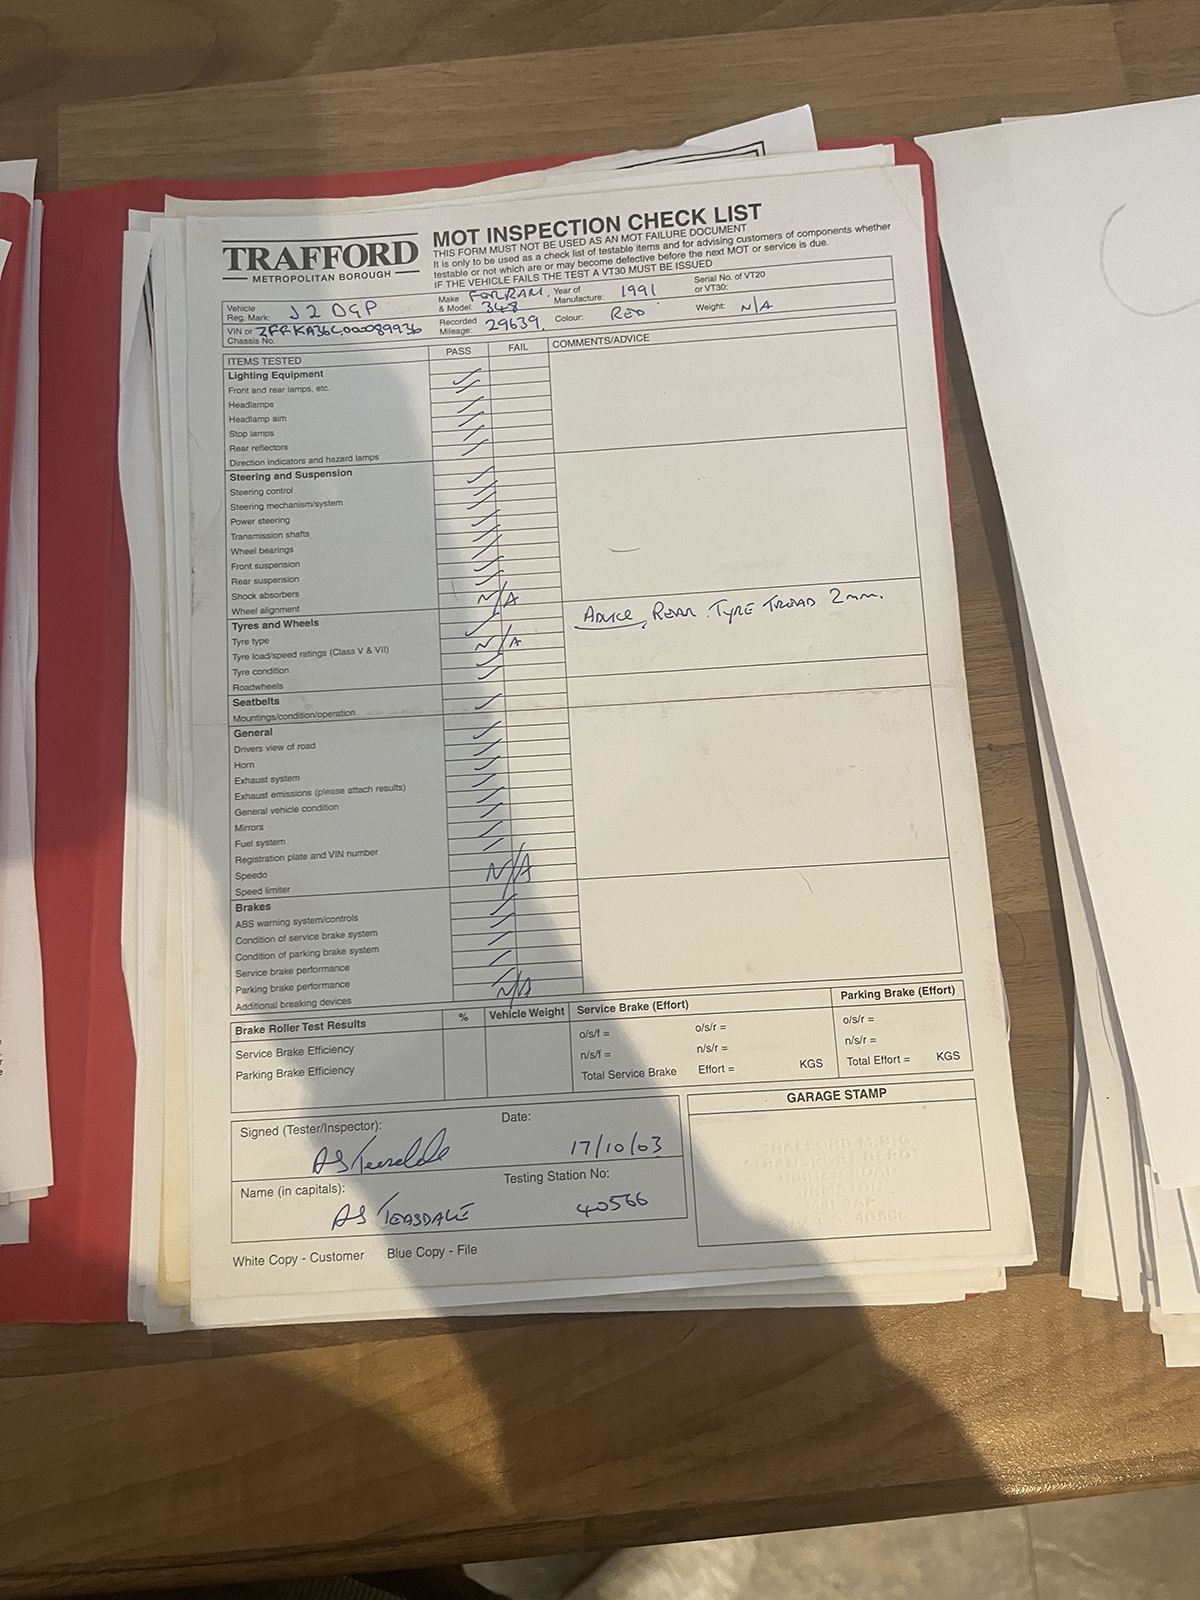 TRAFFORD
METROPOLITAN BOROUGH
MOT INSPECTION CHECK LIST
THIS FORM MUST NOT BE USED AS AN MOT FAILURE DOCUMENT
It is only to be used as a check list of testable items and for advising customers of components whether
testable or not which are or may become defective before the next MOT or service is due.
IF THE VEHICLE FAILS THE TEST A VT30 MUST BE ISSUED
Vehicle Reg. Mark: J2 OGP
Make & Model: 348
Year of Manufacture: 1991
Serial No. of VT20 or VT30:
VIN or Chassis No. ZFFKA36C000089936
Recorded Mileage: 29639.
Colour: RED
Weight: N/A
ITEMS TESTED PASS FAIL COMMENTS/ADVICE
Lighting Equipment
Front and rear lamps, etc.
Headlamps
Headlamp aim
Stop lamps
Rear reflectors
Direction indicators and hazard lamps
Steering and Suspension
Steering control
Steering mechanism/system
Power steering
Transmission shafts
Wheel bearings
Front suspension
Rear suspension
Shock absorbers N/A
Wheel alignment
Tyres and Wheels
ADVICE, REAR TYRE TREAD 2mm.
Tyre type N/A
Tyre load/speed ratings (Class V & VII)
Tyre condition
Roadwheels
Seatbelts
Mountings/condition/operation
General
Drivers view of road
Horn
Exhaust system
Exhaust emissions (please attach results)
General vehicle condition
Mirrors
Fuel system
Registration plate and VIN number
Speedo N/A
Speed limiter
Brakes
ABS warning system/controls
Condition of service brake system
Condition of parking brake system
Service brake performance
Parking brake performance N/A
Additional breaking devices
Brake Roller Test Results % Vehicle Weight Service Brake (Effort) Parking Brake (Effort)
Service Brake Efficiency o/s/f = o/s/r = o/s/r =
Parking Brake Efficiency n/s/f = n/s/r = n/s/r =
Total Service Brake Effort = KGS Total Effort = KGS
Signed (Tester/Inspector): Date:
AS Teasdale 17/10/03
Name (in capitals): Testing Station No:
AS TEASDALE 40566
GARAGE STAMP
TRAFFORD M.B.C
White Copy - Customer Blue Copy - File